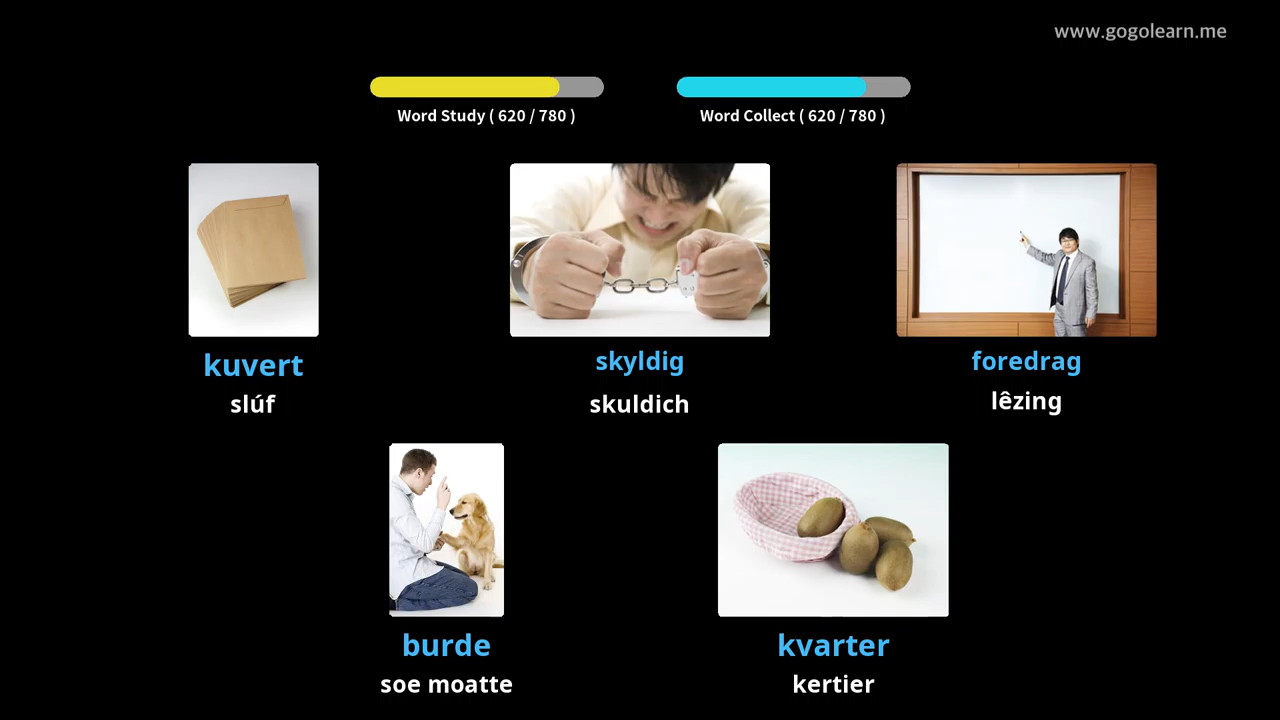 www.gogolearn.me
Word Study ( 620 / 780 )
Word Collect ( 620 / 780 )
kuvert
slúf
skyldig
skuldich
foredrag
lêzing
burde
soe moatte
kvarter
kertier